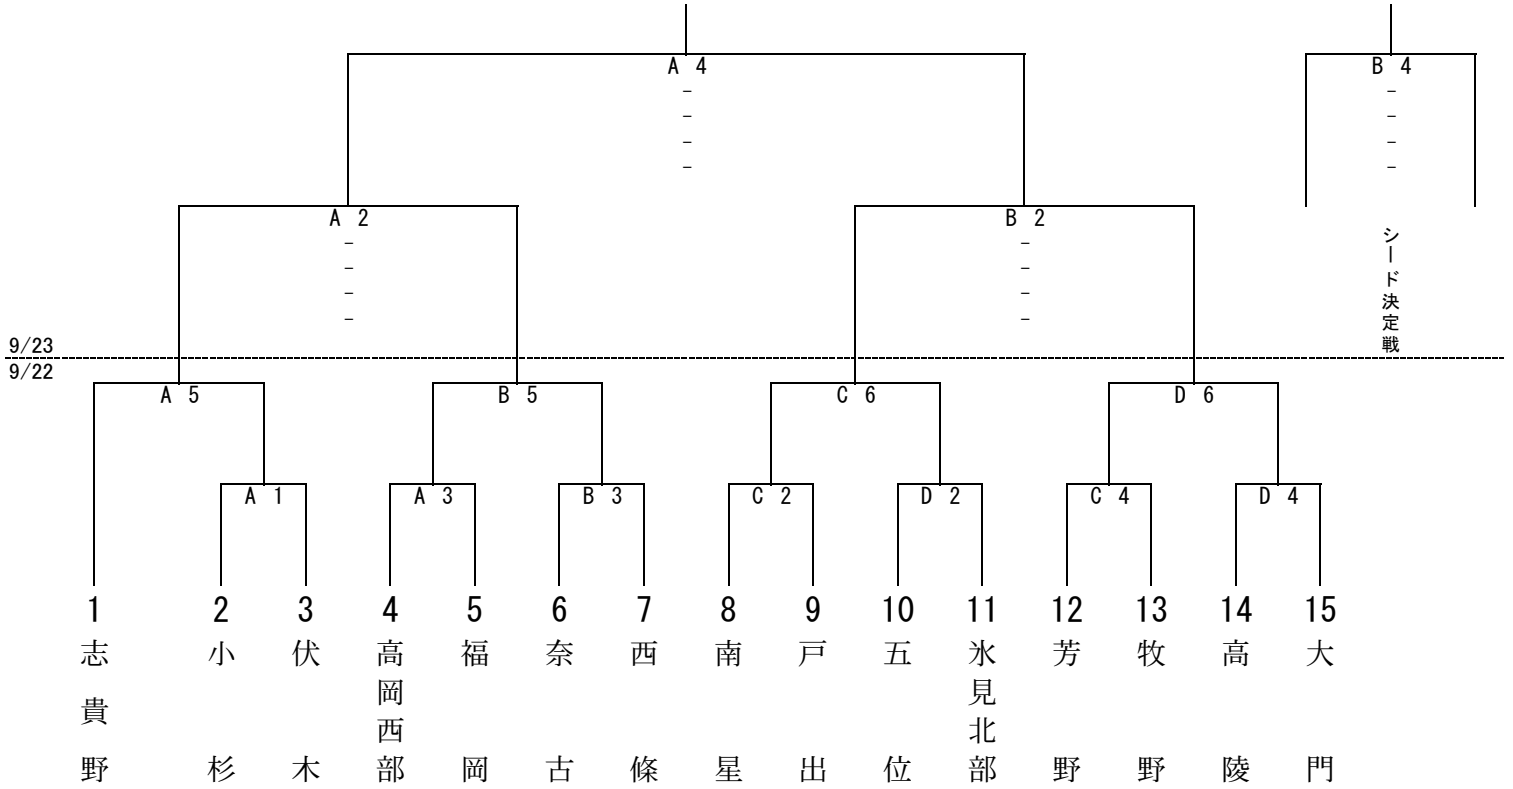 A 4
-
-
-
-
B 4
-
-
-
-
A 2
-
-
-
-
B 2
-
-
-
-
シード決定戦
9/23
9/22
A 5
B 5
C 6
D 6
A 1
A 3
B 3
C 2
D 2
C 4
D 4
1
志貴野
2
小杉
3
伏木
4
高岡西部
5
福岡
6
奈古
7
西條
8
南星
9
戸出
10
五位
11
氷見北部
12
芳野
13
牧野
14
高陵
15
大門